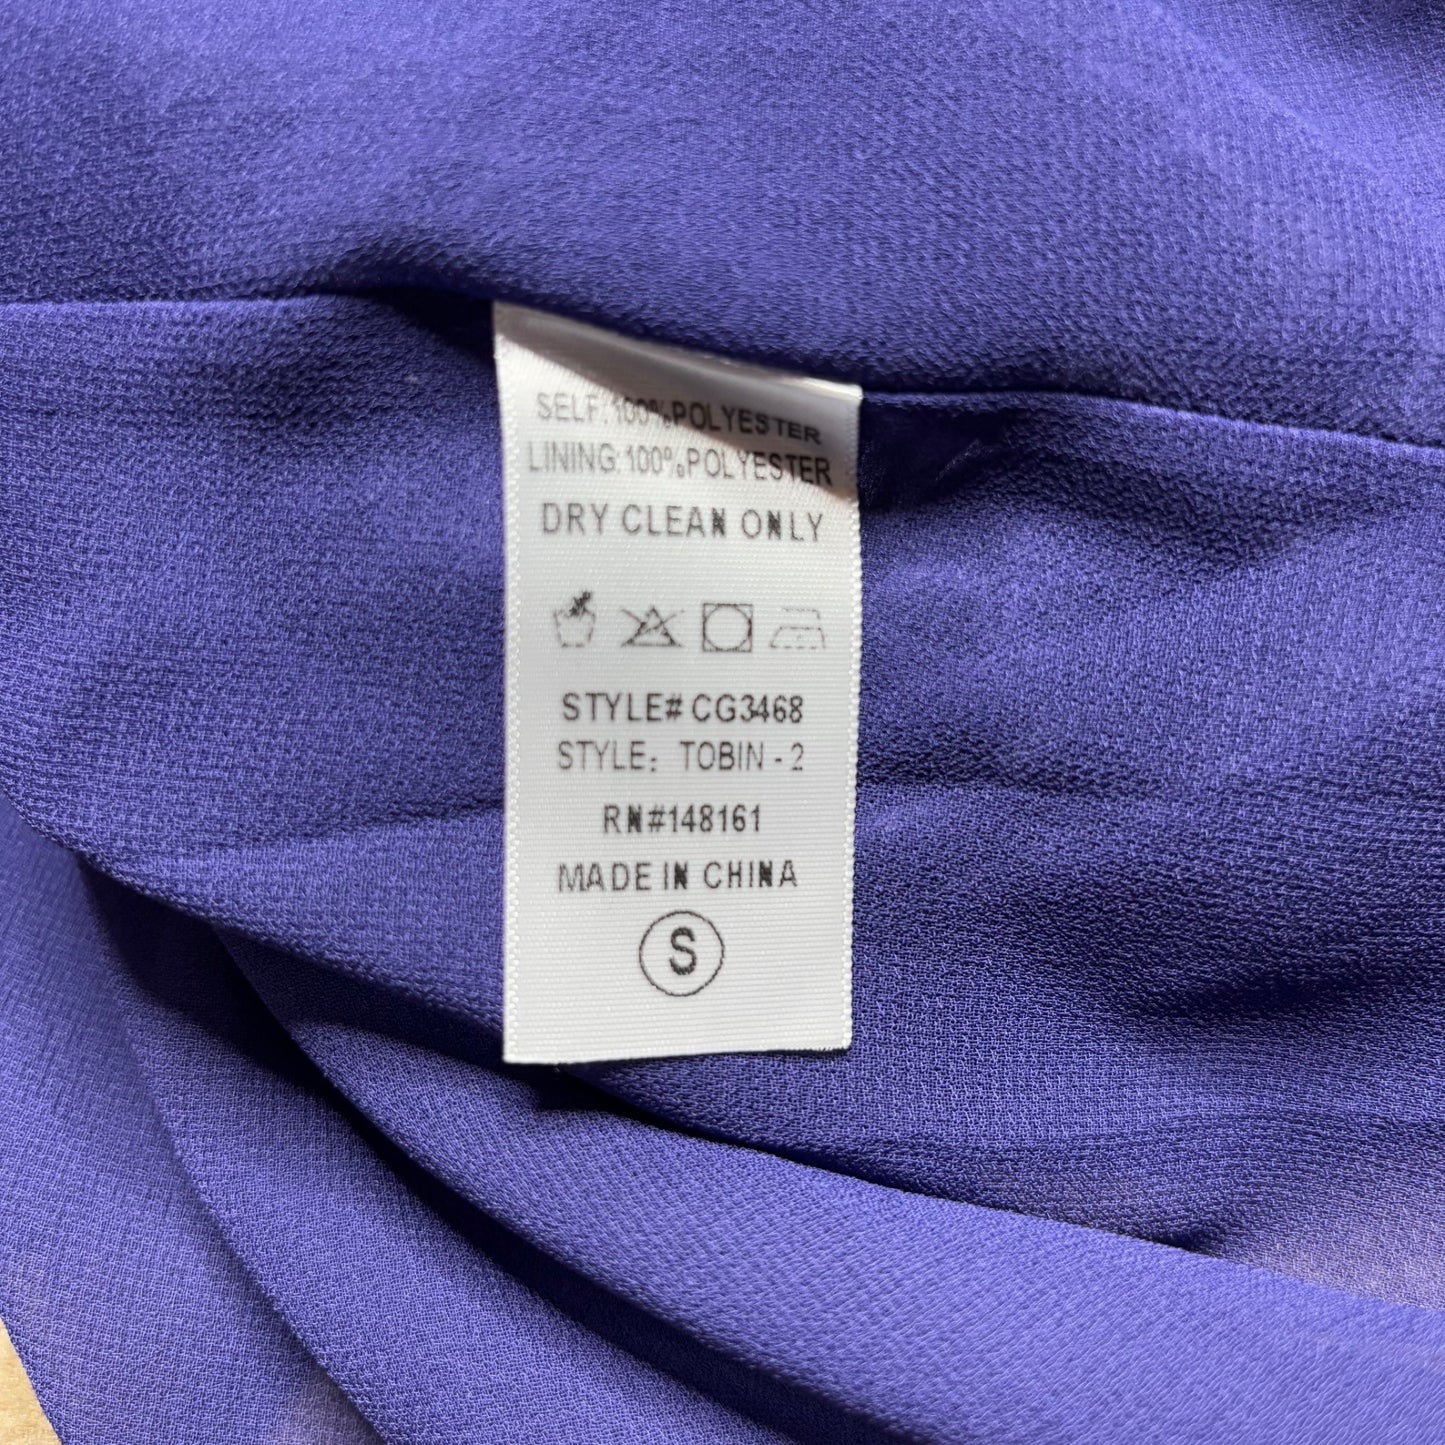 SELF:100%POLYESTER
LINING:100%POLYESTER
DRY CLEAN ONLY
STYLE# CG3468
STYLE: TOBIN - 2
RN#148161
MADE IN CHINA
S